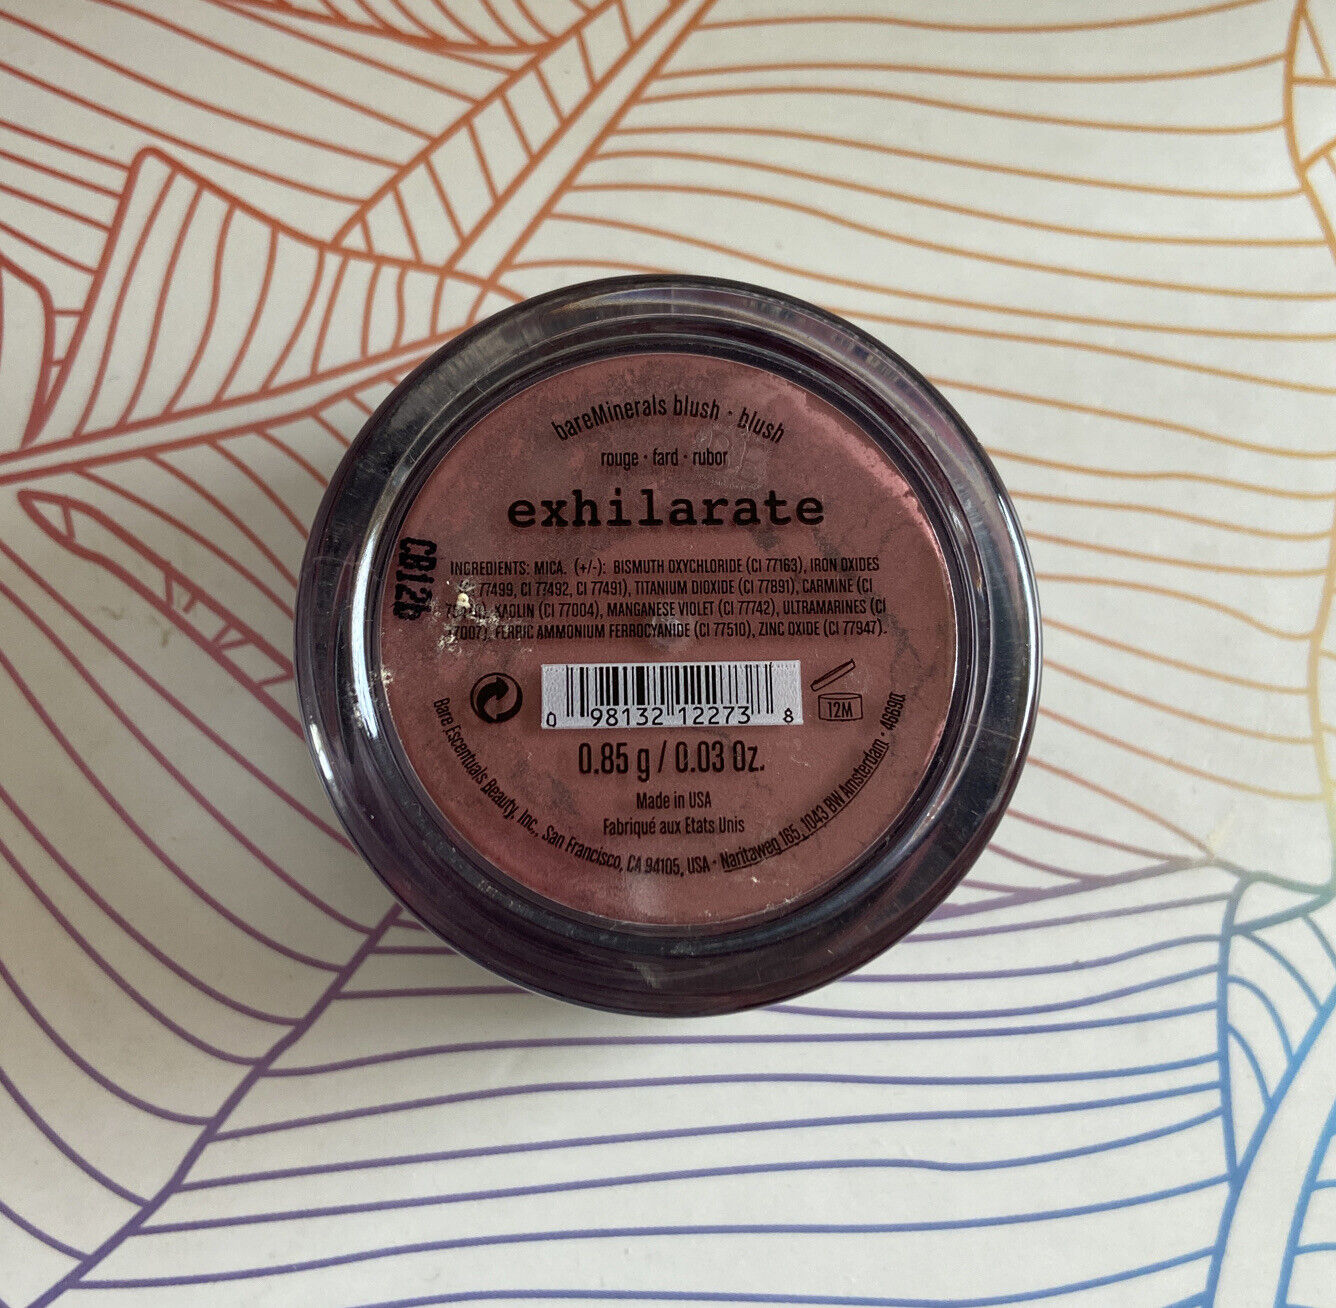 bareMinerals blush · blush
rouge · fard · rubor
exhilarate
CB12b
INGREDIENTS: MICA. (+/-): BISMUTH OXYCHLORIDE (CI 77163), IRON OXIDES
77499, CI 77492, CI 77491), TITANIUM DIOXIDE (CI 77891), CARMINE (CI
KAOLIN (CI 77004), MANGANESE VIOLET (CI 77742), ULTRAMARINES (CI
77007), FERRIC AMMONIUM FERROCYANIDE (CI 77510), ZINC OXIDE (CI 77947).
0 98132 12273 8
12M
0.85 g / 0.03 Oz.
Made in USA
Fabriqué aux Etats Unis
Bare Escentuals Beauty, Inc., San Francisco, CA 94105, USA · Naritaweg 165, 1043 BW Amsterdam · 46690